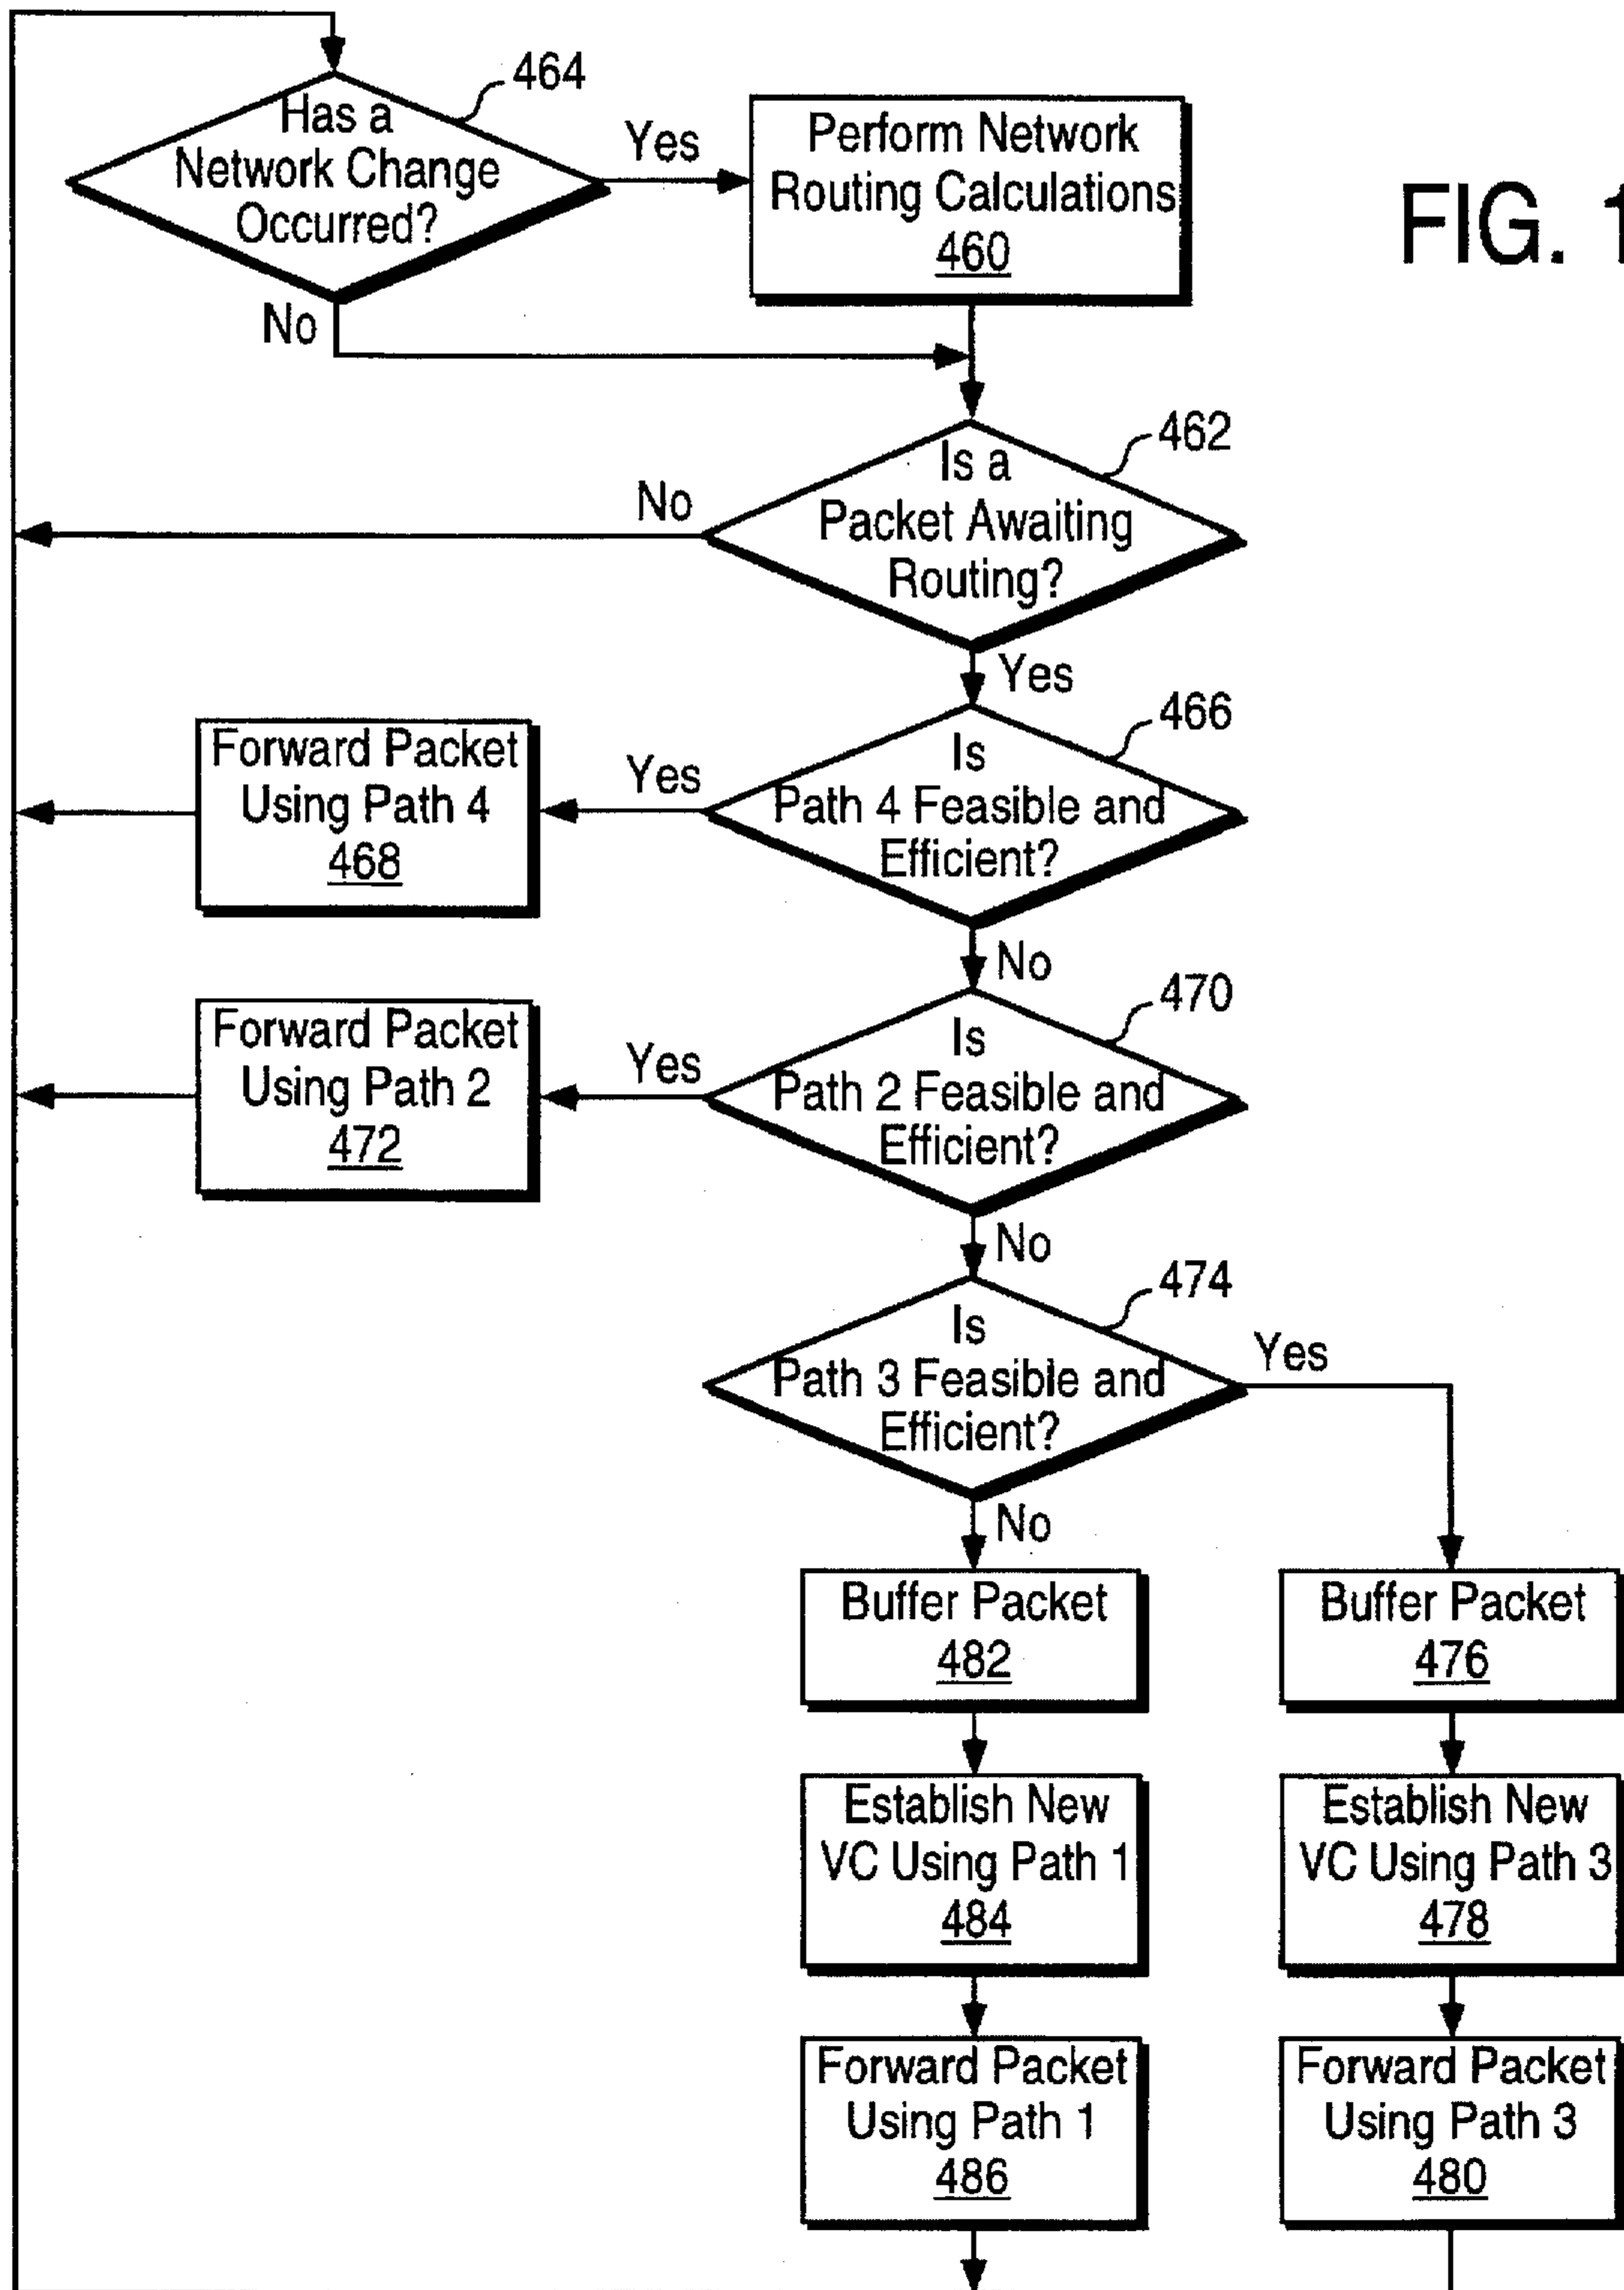 464
Has a
Network Change
Occurred?
Yes
No
Perform Network
Routing Calculations
460
FIG. 1
462
Is a
Packet Awaiting
Routing?
No
Yes
466
Is
Path 4 Feasible and
Efficient?
Yes
Forward Packet
Using Path 4
468
No
470
Is
Path 2 Feasible and
Efficient?
Yes
Forward Packet
Using Path 2
472
No
474
Is
Path 3 Feasible and
Efficient?
Yes
No
Buffer Packet
482
Establish New
VC Using Path 1
484
Forward Packet
Using Path 1
486
Buffer Packet
476
Establish New
VC Using Path 3
478
Forward Packet
Using Path 3
480